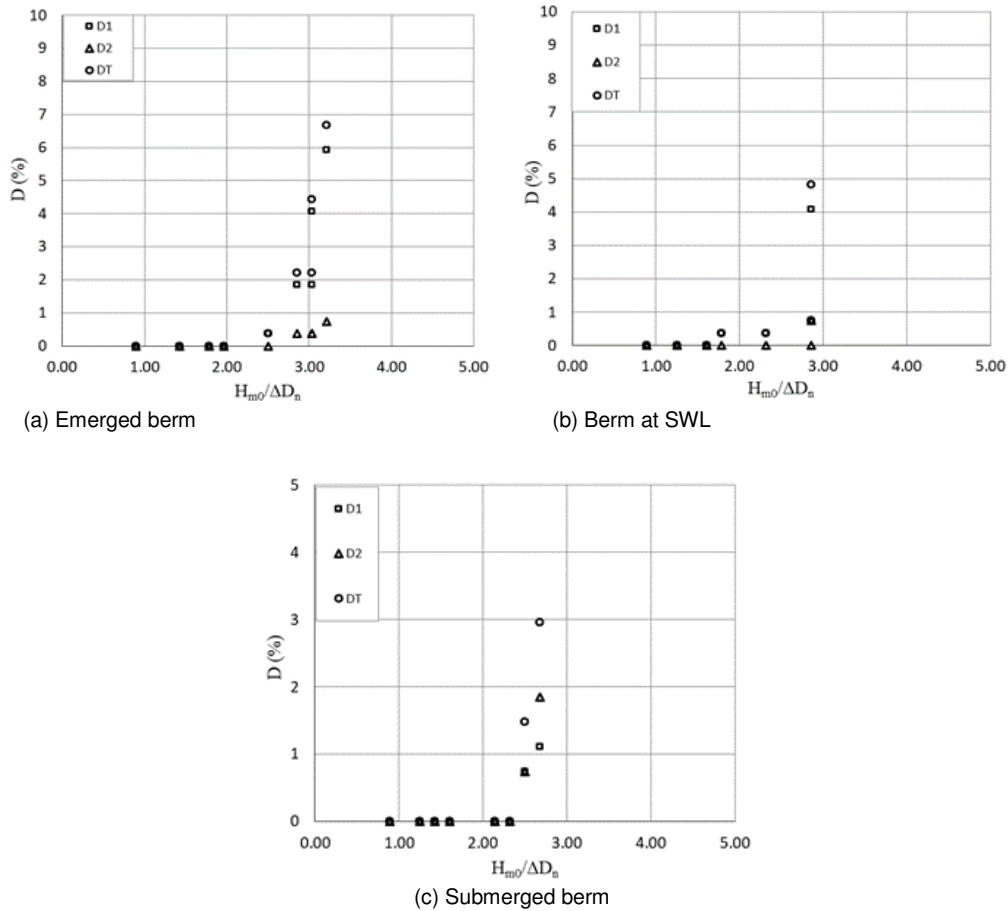 D1
D2
DT
D (%)
10
9
8
7
6
5
4
3
2
1
0
0.00 1.00 2.00 3.00 4.00 5.00
Hm0/ΔDn
(a) Emerged berm
D1
D2
DT
D (%)
10
9
8
7
6
5
4
3
2
1
0
0.00 1.00 2.00 3.00 4.00 5.00
Hm0/ΔDn
(b) Berm at SWL
D1
D2
DT
D (%)
5
4
3
2
1
0
0.00 1.00 2.00 3.00 4.00 5.00
Hm0/ΔDn
(c) Submerged berm